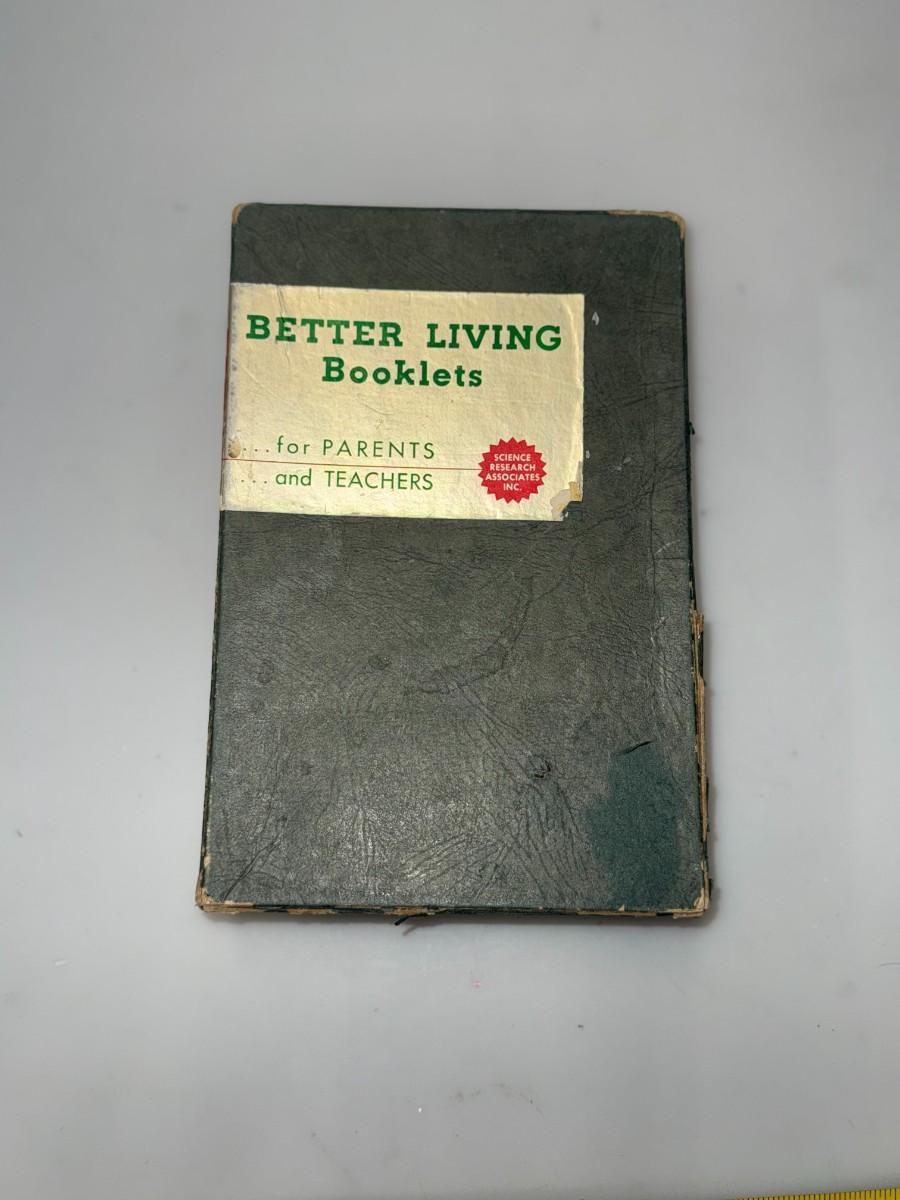 BETTER LIVING
Booklets
...for PARENTS
...and TEACHERS
SCIENCE
RESEARCH
ASSOCIATES
INC.